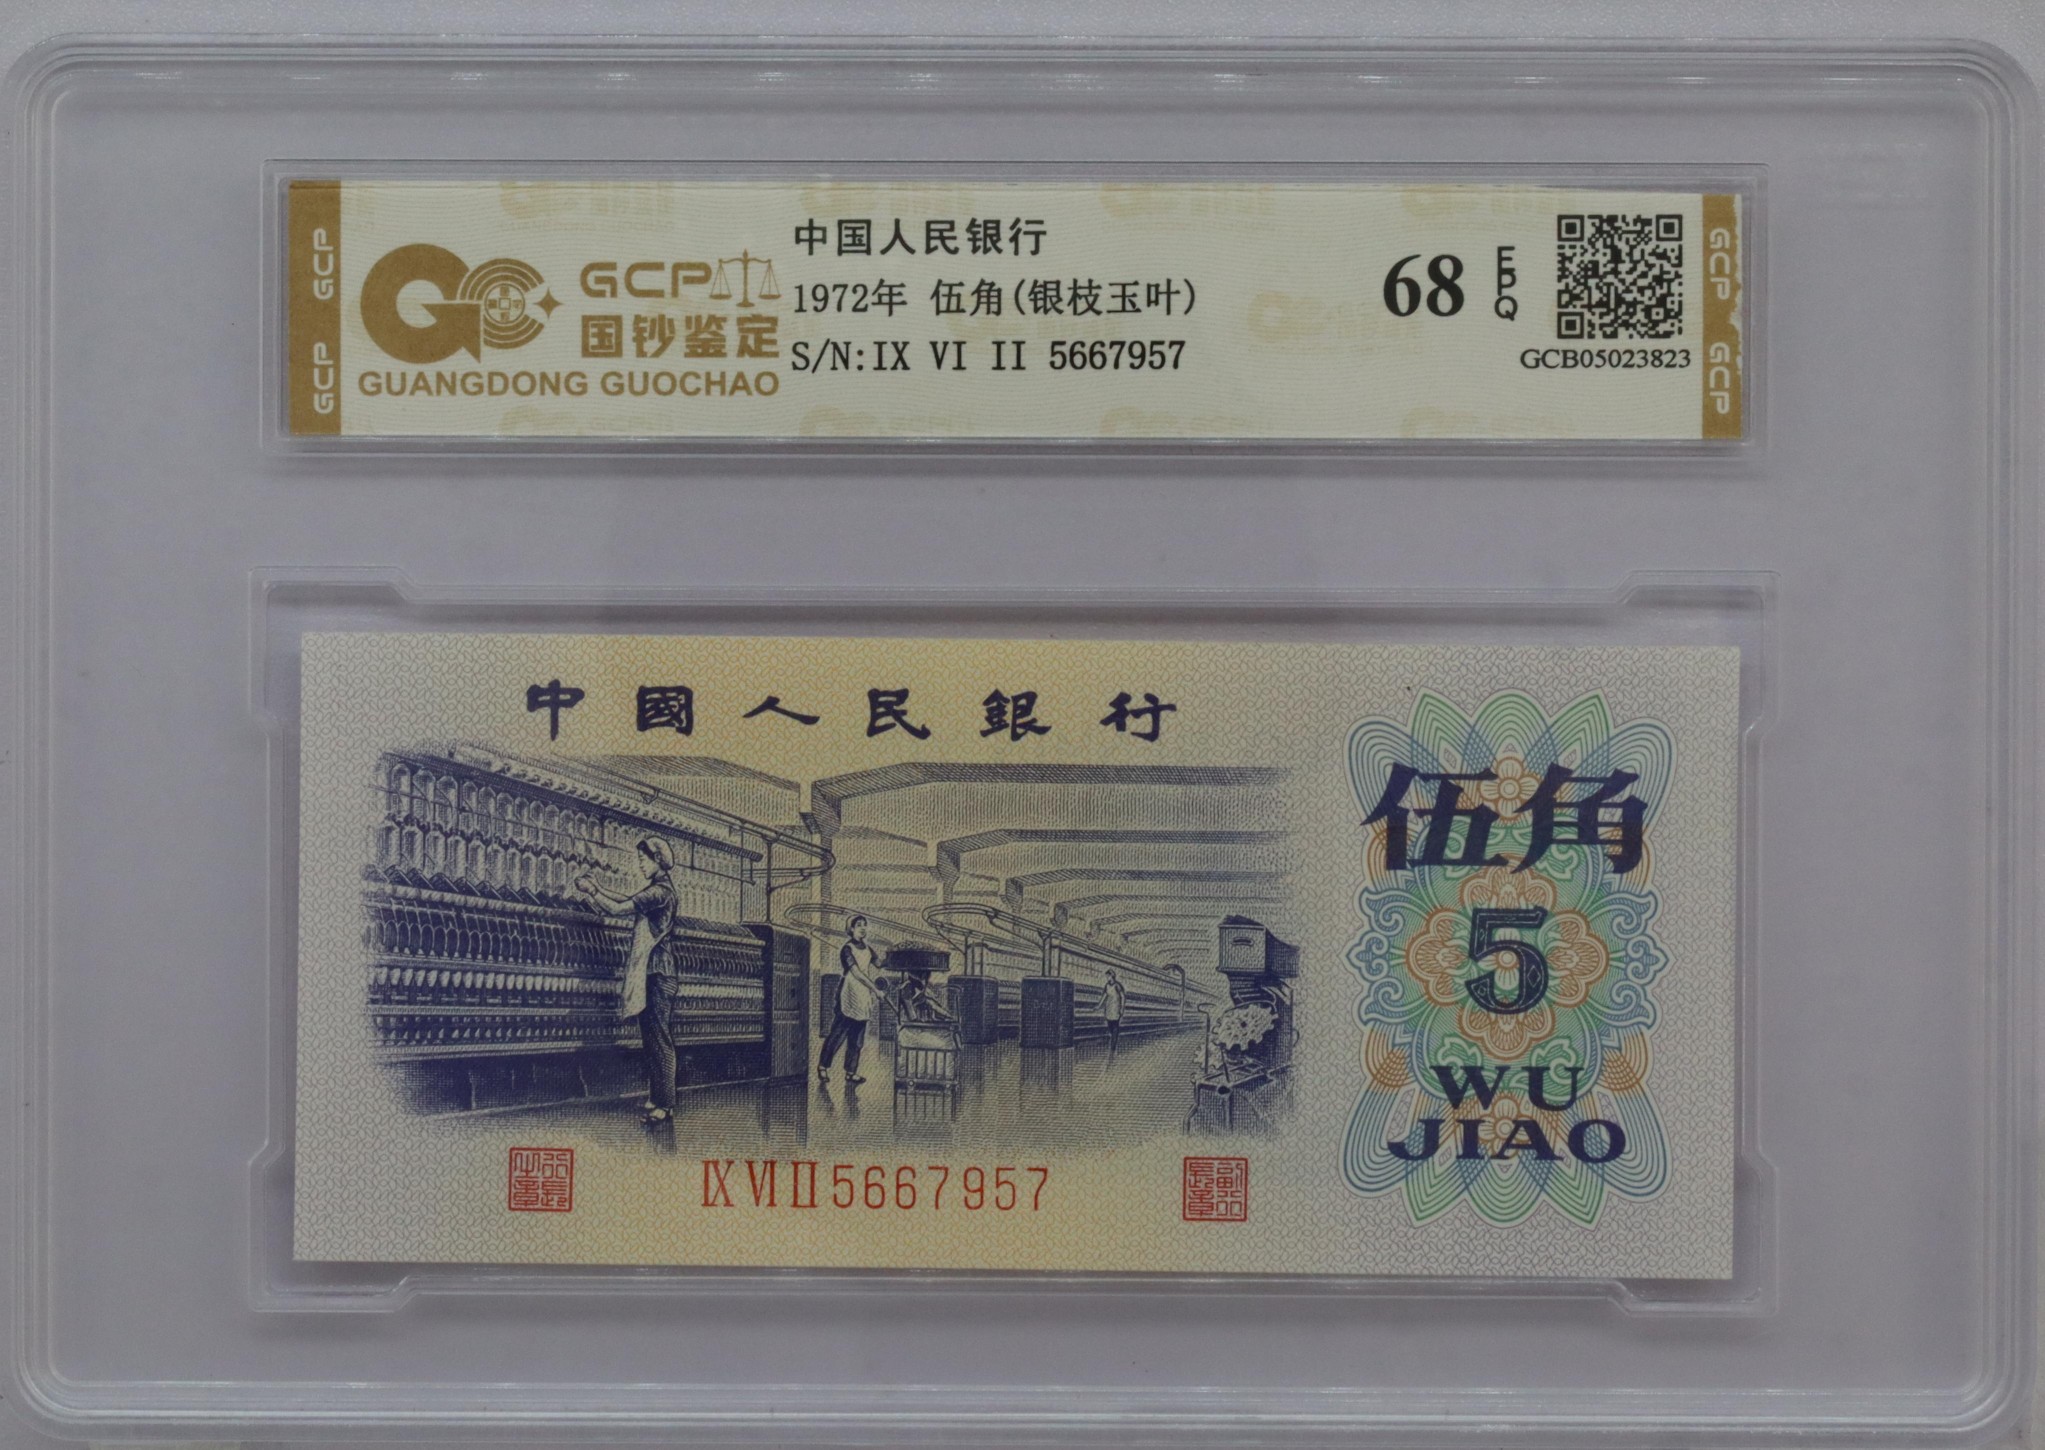 GCP
GCP
GCP
国钞鉴定
GUANGDONG GUOCHAO
中国人民银行
1972年 伍角(银枝玉叶)
S/N:IX VI II 5667957
68 EPQ
GCB05023823
GCP
GCP
中國人民銀行
伍角
5
WU
JIAO
IX VI II 5667957